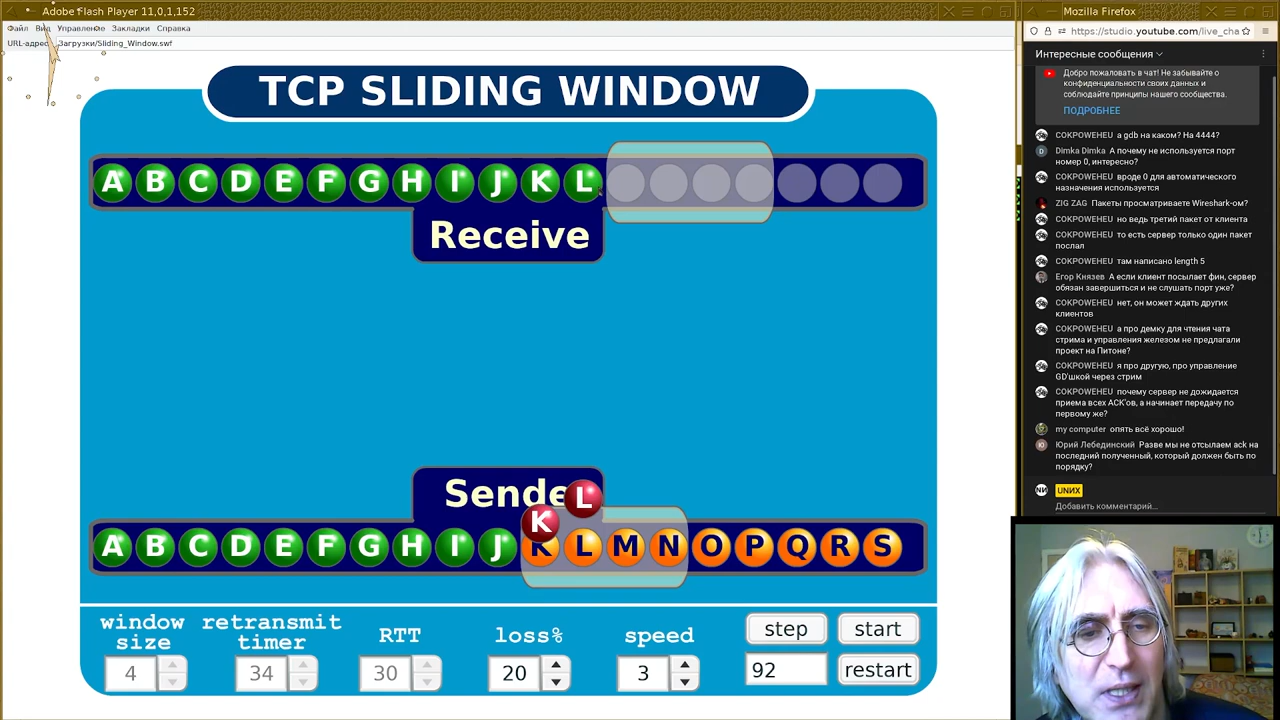 Adobe Flash Player 11,0,1,152
Файл Вид Управление Закладки Справка
URL-адрес Загрузки/Sliding_Window.swf
TCP SLIDING WINDOW
A B C D E F G H I J K L
Receive
Sende
K L
A B C D E F G H I J K L M N O P Q R S
window size
retransmit timer
RTT
loss%
speed
step
start
4
34
30
20
3
92
restart
Mozilla Firefox
https://studio.youtube.com/live_cha
Интересные сообщения
Добро пожаловать в чат! Не забывайте о
конфиденциальности своих данных и
соблюдайте принципы нашего сообщества.
ПОДРОБНЕЕ
COKPOWEHEU а gdb на каком? На 4444?
Dimka Dimka А почему не используется порт
номер 0, интересно?
COKPOWEHEU вроде 0 для автоматического
назначения используется
ZIG ZAG Пакеты просматриваете Wireshark-ом?
COKPOWEHEU но ведь третий пакет от клиента
COKPOWEHEU то есть сервер только один пакет
послал
COKPOWEHEU там написано length 5
Егор Князев А если клиент посылает фин, сервер
обязан завершиться и не слушать порт уже?
COKPOWEHEU нет, он может ждать других
клиентов
COKPOWEHEU а про демку для чтения чата
стрима и управления железом не предлагали
проект на Питоне?
COKPOWEHEU я про другую, про управление
GD'шкой через стрим
COKPOWEHEU почему сервер не дожидается
приема всех ACK'ов, а начинает передачу по
первому же?
my computer опять всё хорошо!
Юрий Лебединский Разве мы не отсылаем ack на
последний полученный, который должен быть по
порядку?
UNИX
Добавить комментарий...